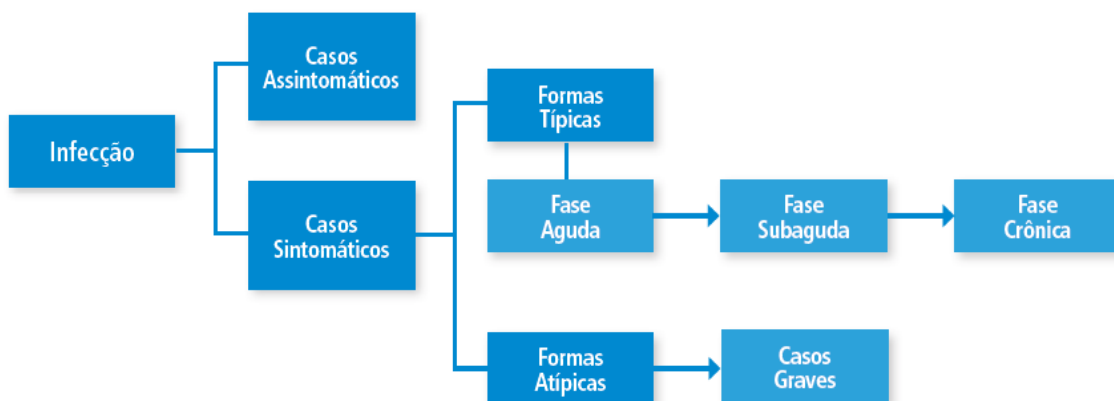 Infecção
Casos
Assintomáticos
Casos
Sintomáticos
Formas
Típicas
Fase
Aguda
Fase
Subaguda
Fase
Crônica
Formas
Atípicas
Casos
Graves